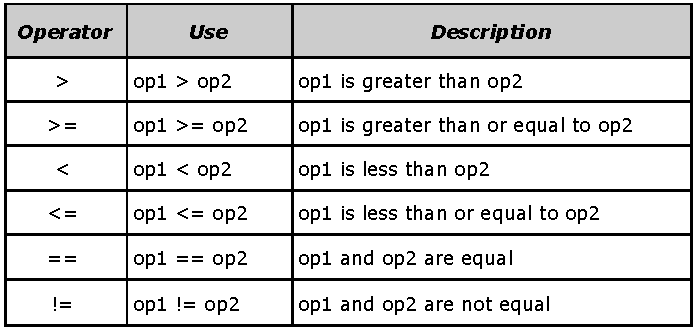 Operator Use Description
> op1 > op2 op1 is greater than op2
>= op1 >= op2 op1 is greater than or equal to op2
< op1 < op2 op1 is less than op2
<= op1 <= op2 op1 is less than or equal to op2
== op1 == op2 op1 and op2 are equal
!= op1 != op2 op1 and op2 are not equal